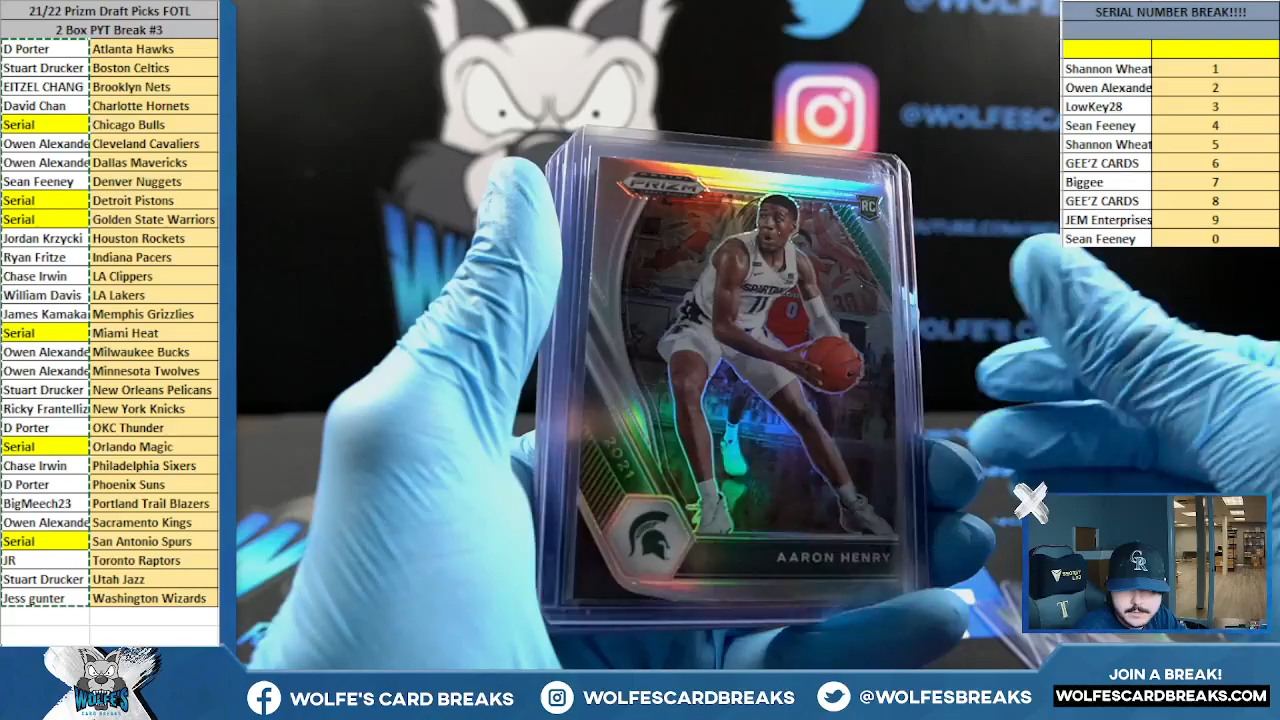 21/22 Prizm Draft Picks FOTL
2 Box PYT Break #3
D Porter Atlanta Hawks
Stuart Drucker Boston Celtics
EITZEL CHANG Brooklyn Nets
David Chan Charlotte Hornets
Serial Chicago Bulls
Owen Alexande Cleveland Cavaliers
Owen Alexande Dallas Mavericks
Sean Feeney Denver Nuggets
Serial Detroit Pistons
Serial Golden State Warriors
Jordan Krzycki Houston Rockets
Ryan Fritze Indiana Pacers
Chase Irwin LA Clippers
William Davis LA Lakers
James Kamaka Memphis Grizzlies
Serial Miami Heat
Owen Alexande Milwaukee Bucks
Owen Alexande Minnesota Twolves
Stuart Drucker New Orleans Pelicans
Ricky Frantelliz New York Knicks
D Porter OKC Thunder
Serial Orlando Magic
Chase Irwin Philadelphia Sixers
D Porter Phoenix Suns
BigMeech23 Portland Trail Blazers
Owen Alexande Sacramento Kings
Serial San Antonio Spurs
JR Toronto Raptors
Stuart Drucker Utah Jazz
Jess gunter Washington Wizards
SERIAL NUMBER BREAK!!!!
Shannon Wheat 1
Owen Alexande 2
LowKey28 3
Sean Feeney 4
Shannon Wheat 5
GEE'Z CARDS 6
Biggee 7
GEE'Z CARDS 8
JEM Enterprises 9
Sean Feeney 0
@WOLFE
@WOLFESCA
WOLFE'S
PRIZM
RC
SPARTANS
11
2021
AARON HENRY
CR
T
WOLFE'S
CARD BREAKS
WOLFE'S CARD BREAKS
WOLFESCARDBREAKS
@WOLFESBREAKS
JOIN A BREAK!
WOLFESCARDBREAKS.COM